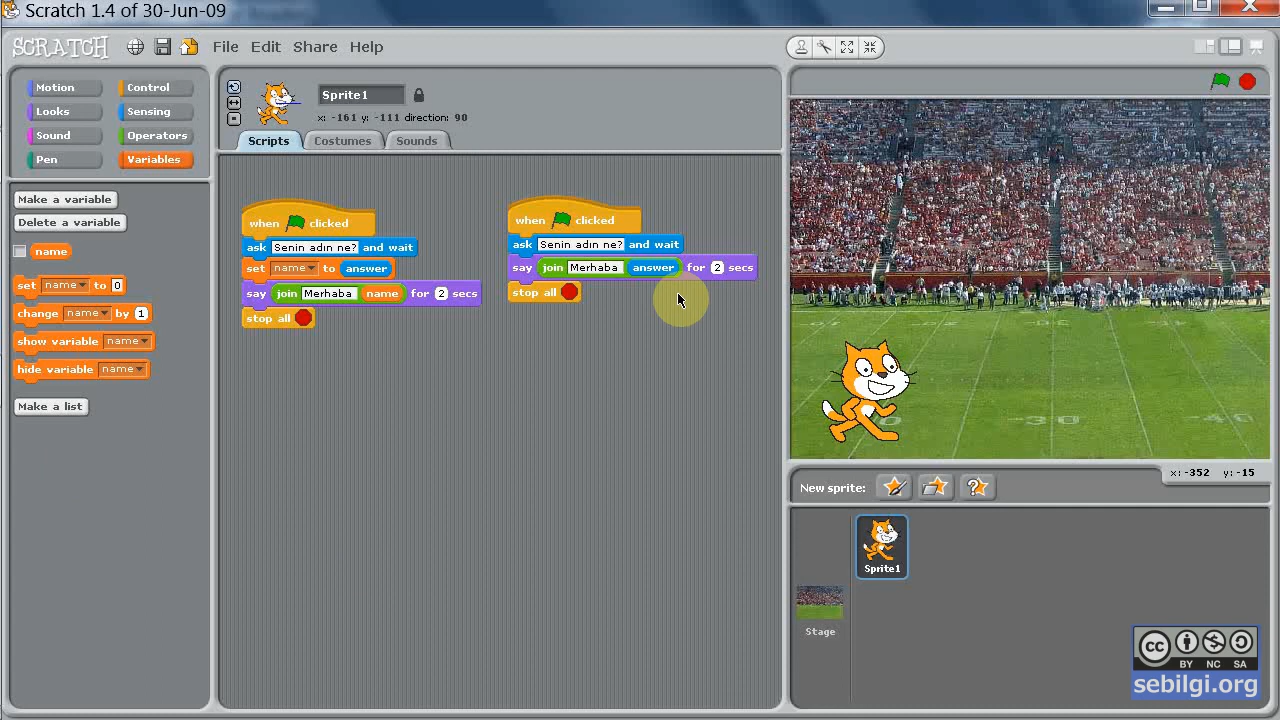 Scratch 1.4 of 30-Jun-09
SCRATCH File Edit Share Help
Motion Control
Looks Sensing
Sound Operators
Pen Variables
Make a variable
Delete a variable
name
set name to 0
change name by 1
show variable name
hide variable name
Make a list
Sprite1
x: -161 y: -111 direction: 90
Scripts Costumes Sounds
when clicked
ask Senin adın ne? and wait
set name to answer
say join Merhaba name for 2 secs
stop all
when clicked
ask Senin adın ne? and wait
say join Merhaba answer for 2 secs
stop all
x: -352 y: -15
New sprite:
Sprite1
Stage
cc
BY NC SA
sebilgi.org